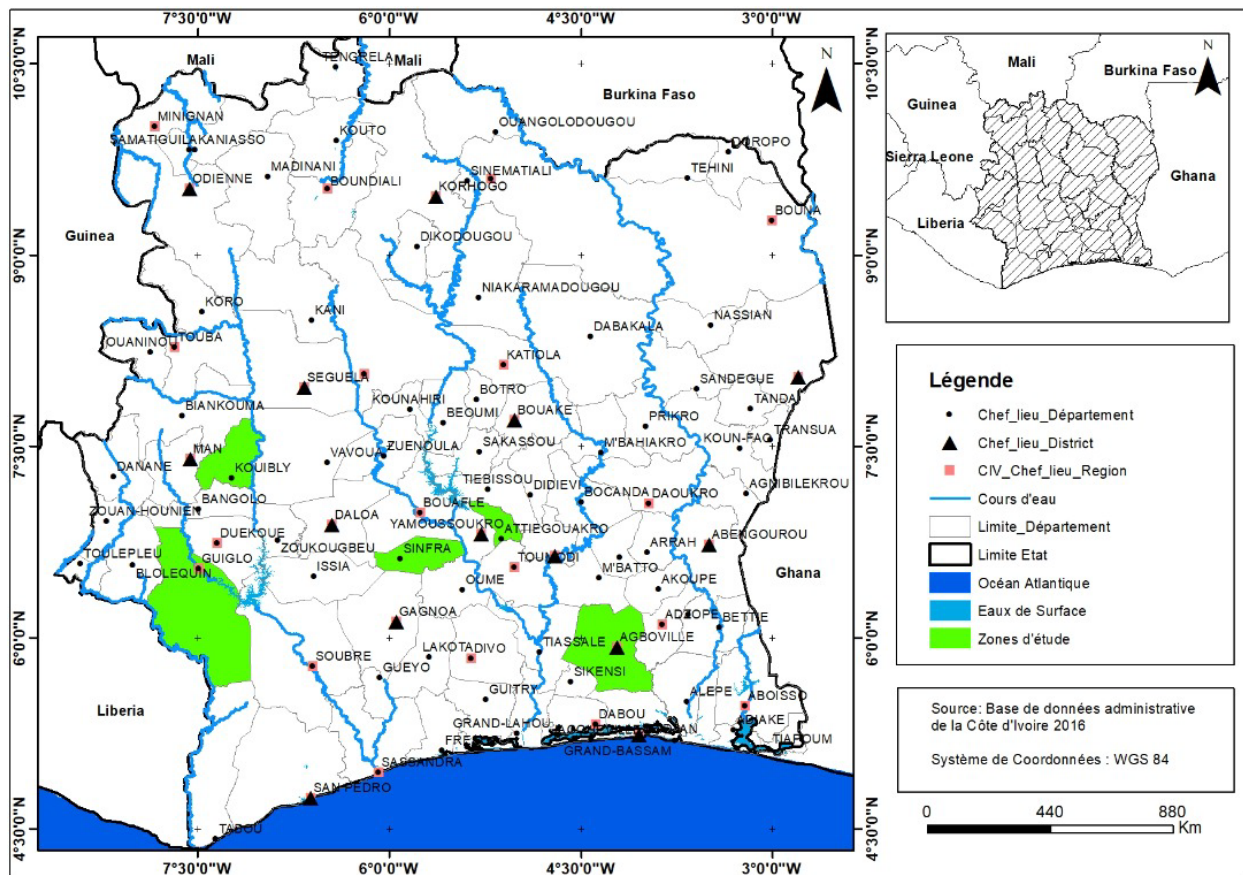 7°30'0"W 6°0'0"W 4°30'0"W 3°0'0"W
10°30'0"N
9°0'0"N
7°30'0"N
6°0'0"N
4°30'0"N
Mali
TENGRELA
Mali
N
Burkina Faso
MINIGNAN
OUANGOLODOUGOU
KOUTO
SAMATIGUILA
KANIASSO
DOROPO
MADINANI
TEHINI
ODIENNE
BOUNDIALI
SINEMATIALI
KORHOGO
BOUNA
Guinea
DIKODOUGOU
NIAKARAMADOUGOU
KORO
KANI
NASSIAN
DABAKALA
OUANINOU
TOUBA
KATIOLA
SEGUELA
SANDEGUE
BOTRO
KOUNAHIRI
TANDA
BIANKOUMA
BEOUMI
BOUAKE
PRIKRO
TRANSUA
MAN
VAVOUA
ZUENOULA
SAKASSOU
M'BAHIAKRO
KOUN-FAO
DANANE
KOUIBLY
TIEBISSOU
DIDIEVI
AGNIBILEKROU
BANGOLO
BOCANDA
DAOUKRO
ZOUAN-HOUNIEN
DALOA
BOUAFLE
YAMOUSSOUKRO
ATTIEGOUAKRO
DUEKOUE
ZOUKOUGBEU
ABENGOUROU
TOULEPLEU
GUIGLO
SINFRA
TOUMODI
ARRAH
BLOLEQUIN
ISSIA
M'BATTO
Ghana
OUME
AKOUPE
GAGNOA
ADZOPE
BETTIE
TIASSALE
AGBOVILLE
SOUBRE
LAKOTA
DIVO
GUEYO
SIKENSI
GUITRY
ALEPE
ABOISSO
Liberia
GRAND-LAHOU
DABOU
ADIAKE
GRAND-BASSAM
TIAPOUM
SASSANDRA
SAN-PEDRO
TABOU
7°30'0"W 6°0'0"W 4°30'0"W 3°0'0"W
10°30'0"N
9°0'0"N
7°30'0"N
6°0'0"N
4°30'0"N
N
Mali
Burkina Faso
Guinea
Sierra Leone
Ghana
Liberia
Légende
Chef_lieu_Département
Chef_lieu_District
CIV_Chef_lieu_Region
Cours d'eau
Limite_Département
Limite Etat
Océan Atlantique
Eaux de Surface
Zones d'étude
Source: Base de données administrative
de la Côte d'Ivoire 2016
Système de Coordonnées : WGS 84
0 440 880
Km